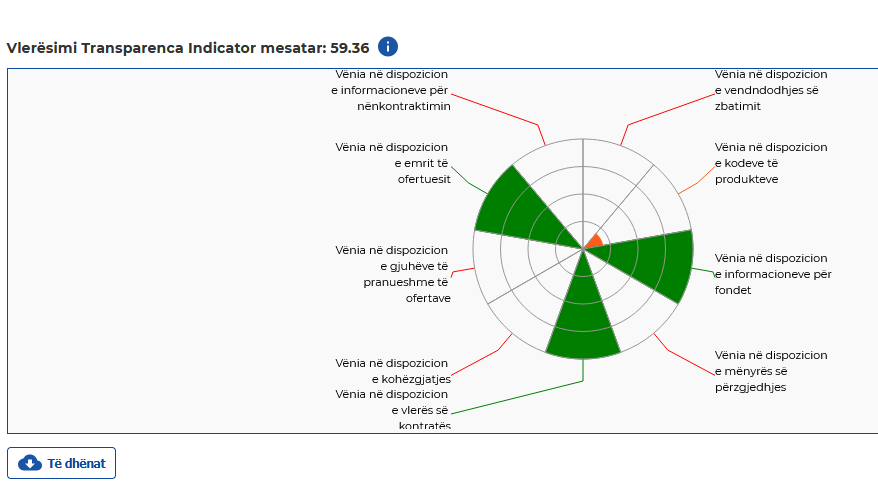 Vlerësimi Transparenca Indicator mesatar: 59.36
Vënia në dispozicion
e informacioneve për
nënkontraktimin
Vënia në dispozicion
e vendndodhjes së
zbatimit
Vënia në dispozicion
e emrit të
ofertuesit
Vënia në dispozicion
e kodeve të
produkteve
Vënia në dispozicion
e gjuhëve të
pranueshme të
ofertave
Vënia në dispozicion
e informacioneve për
fondet
Vënia në dispozicion
e kohëzgjatjes
Vënia në dispozicion
e mënyrës së
përzgjedhjes
Vënia në dispozicion
e vlerës së
kontratës
Të dhënat